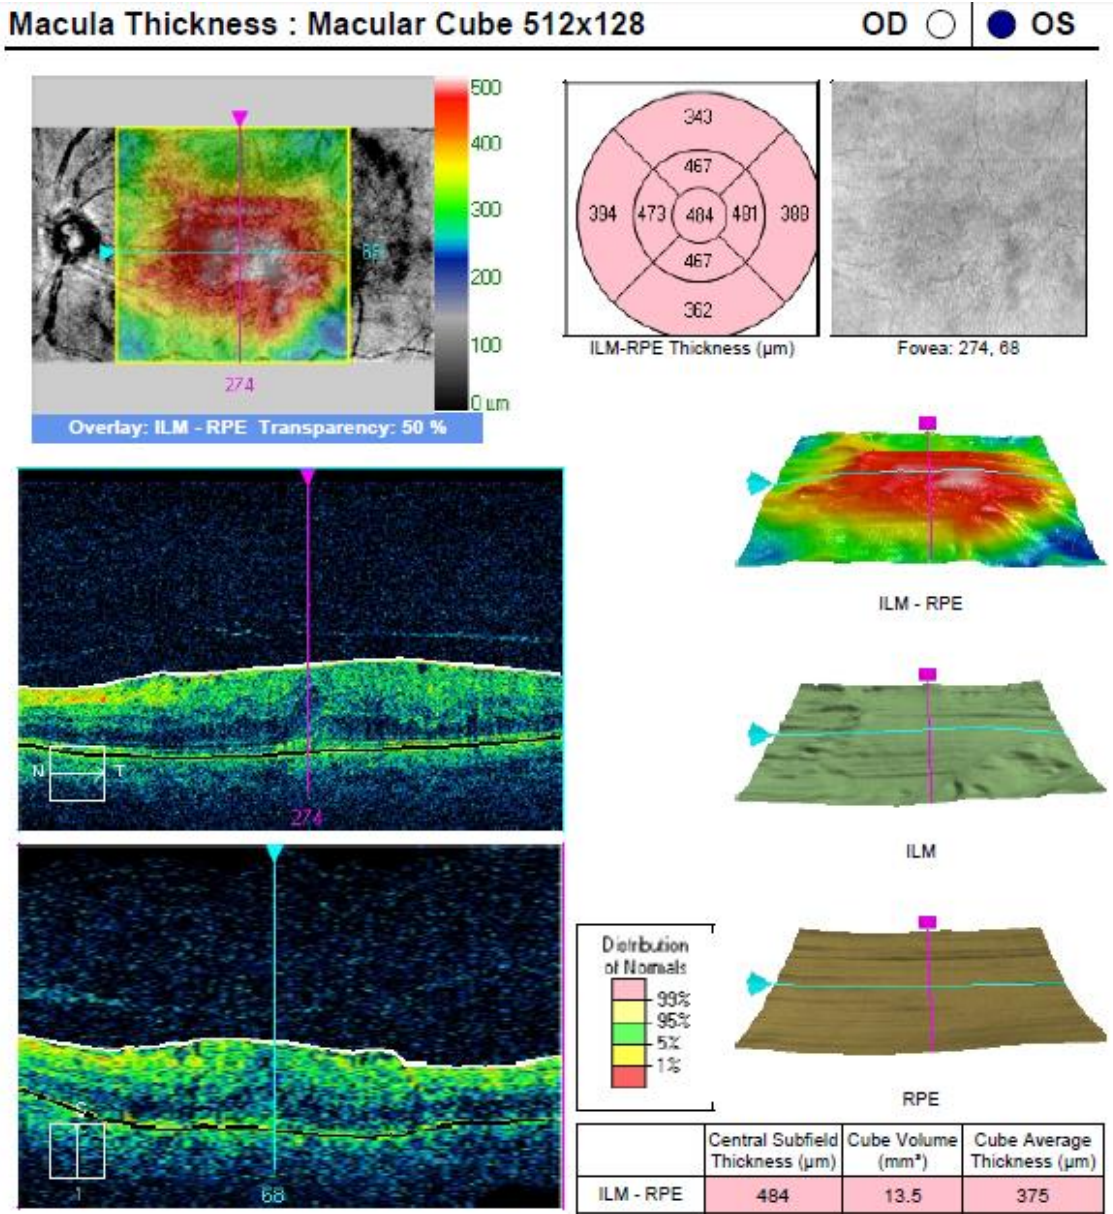 Macula Thickness : Macular Cube 512x128 OD OS
500
400
300
200
100
0 µm
68
274
Overlay: ILM - RPE Transparency: 50 %
343
467
394 473 484 491 388
467
362
ILM-RPE Thickness (µm)
Fovea: 274, 68
ILM - RPE
N T
274
ILM
S
I
68
Distribution
of Normals
99%
95%
5%
1%
RPE
Central Subfield Thickness (µm) Cube Volume (mm³) Cube Average Thickness (µm)
ILM - RPE 484 13.5 375